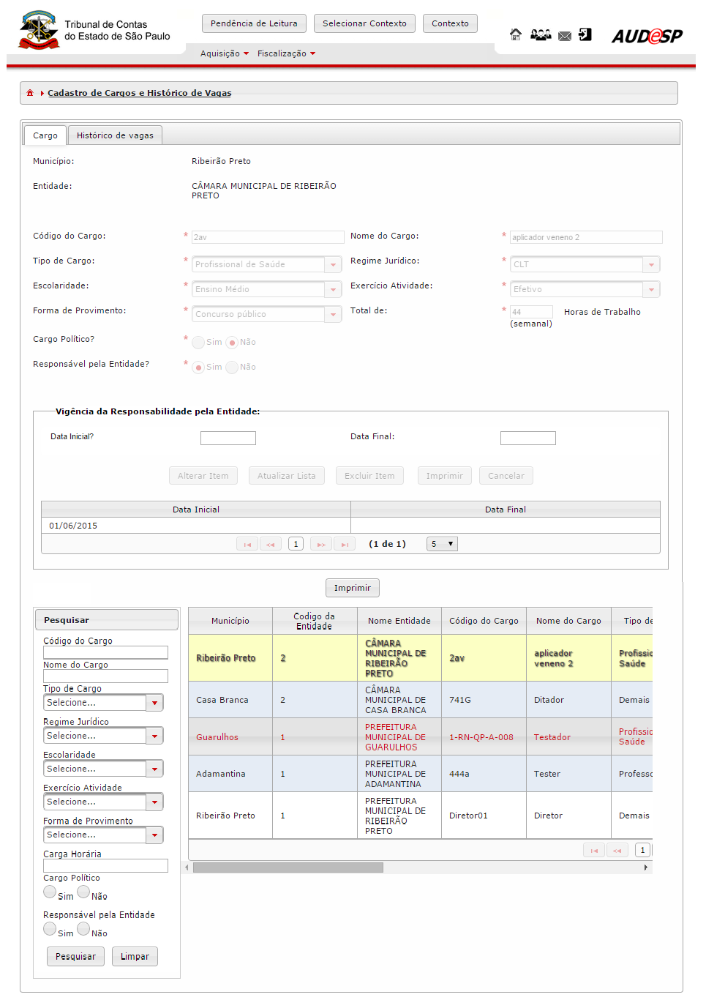 Tribunal de Contas
do Estado de São Paulo
Pendência de Leitura
Selecionar Contexto
Contexto
AUDeSP
Aquisição
Fiscalização
Cadastro de Cargos e Histórico de Vagas
Cargo
Histórico de vagas
Município:
Ribeirão Preto
Entidade:
CÂMARA MUNICIPAL DE RIBEIRÃO
PRETO
Código do Cargo:
* 2av
Nome do Cargo:
* aplicador veneno 2
Tipo de Cargo:
* Profissional de Saúde
Regime Jurídico:
* CLT
Escolaridade:
* Ensino Médio
Exercício Atividade:
* Efetivo
Forma de Provimento:
* Concurso público
Total de:
* 44 Horas de Trabalho
(semanal)
Cargo Político?
* Sim Não
Responsável pela Entidade?
* Sim Não
Vigência da Responsabilidade pela Entidade:
Data Inicial?
Data Final:
Alterar Item
Atualizar Lista
Excluir Item
Imprimir
Cancelar
Data Inicial
Data Final
01/06/2015
1
(1 de 1)
5
Imprimir
Pesquisar
Código do Cargo
Nome do Cargo
Tipo de Cargo
Selecione...
Regime Jurídico
Selecione...
Escolaridade
Selecione...
Exercício Atividade
Selecione...
Forma de Provimento
Selecione...
Carga Horária
Cargo Político
Sim Não
Responsável pela Entidade
Sim Não
Pesquisar
Limpar
Município
Codigo da
Entidade
Nome Entidade
Código do Cargo
Nome do Cargo
Tipo de
Ribeirão Preto
2
CÂMARA
MUNICIPAL DE
RIBEIRÃO
PRETO
2av
aplicador
veneno 2
Profissio
Saúde
Casa Branca
2
CÂMARA
MUNICIPAL DE
CASA BRANCA
741G
Ditador
Demais
Guarulhos
1
PREFEITURA
MUNICIPAL DE
GUARULHOS
1-RN-QP-A-008
Testador
Profissio
Saúde
Adamantina
1
PREFEITURA
MUNICIPAL DE
ADAMANTINA
444a
Tester
Professo
Ribeirão Preto
1
PREFEITURA
MUNICIPAL DE
RIBEIRÃO
PRETO
Diretor01
Diretor
Demais
1